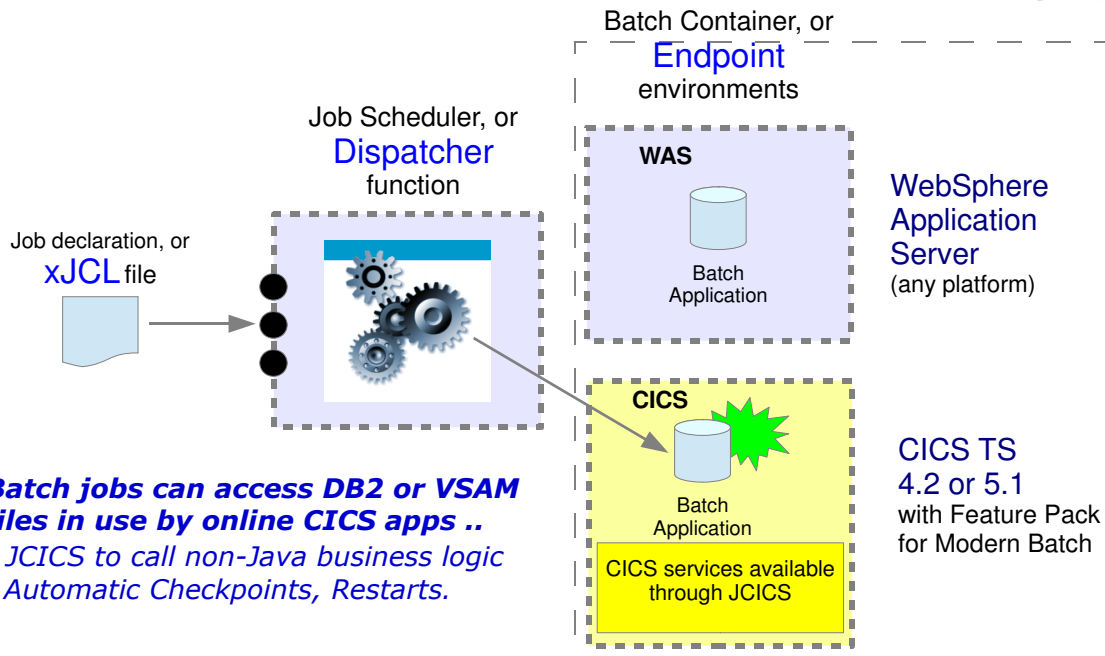 Batch Container, or
Endpoint
environments
Job Scheduler, or
Dispatcher
function
Job declaration, or
xJCL file
WAS
Batch
Application
WebSphere
Application
Server
(any platform)
CICS
Batch
Application
CICS services available
through JCICS
CICS TS
4.2 or 5.1
with Feature Pack
for Modern Batch
Batch jobs can access DB2 or VSAM
files in use by online CICS apps ..
JCICS to call non-Java business logic
Automatic Checkpoints, Restarts.